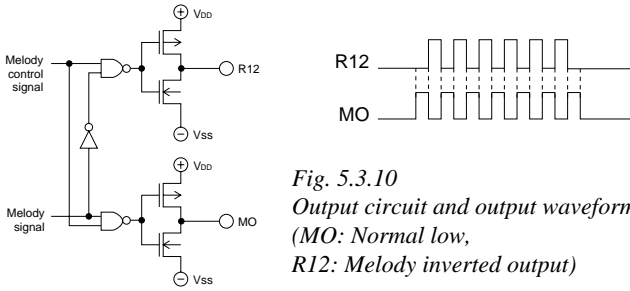 VDD
Melody
control
signal
R12
VSS
VDD
Melody
signal
MO
VSS
R12
MO
Fig. 5.3.10
Output circuit and output waveform
(MO: Normal low,
R12: Melody inverted output)